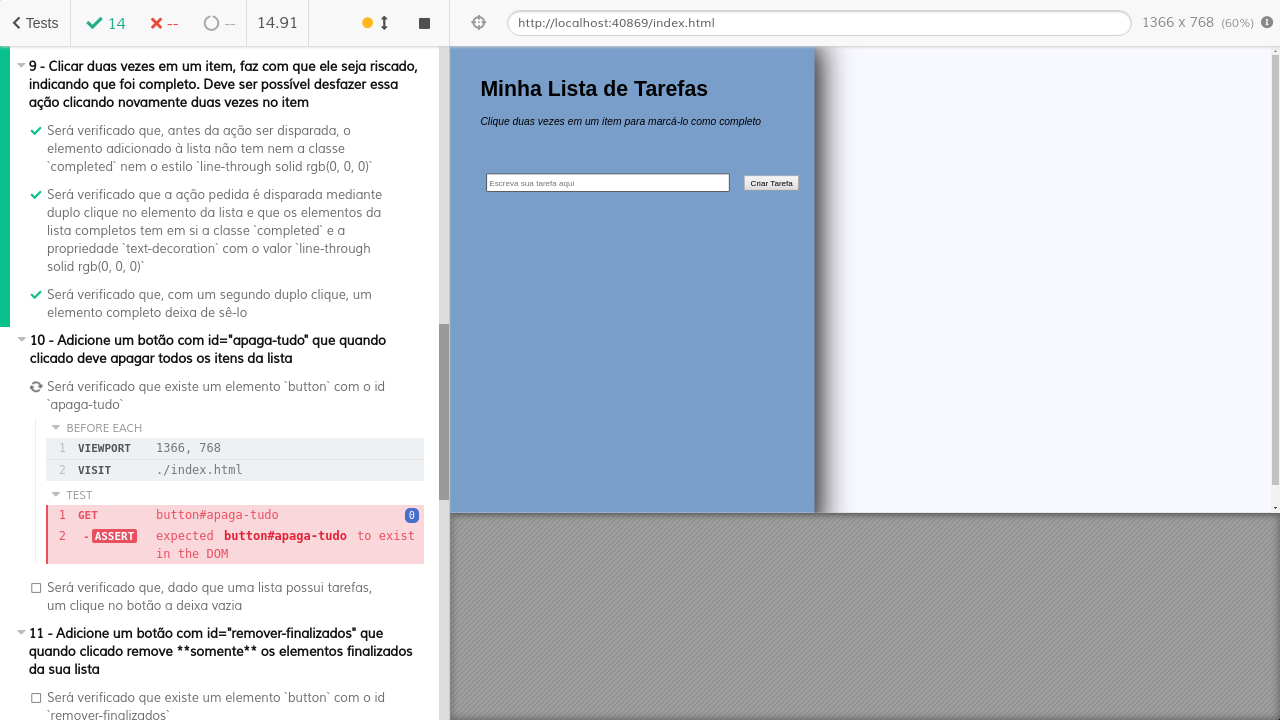 Tests
14
--
--
14.91
http://localhost:40869/index.html
1366 x 768 (60%)
9 - Clicar duas vezes em um item, faz com que ele seja riscado,
indicando que foi completo. Deve ser possível desfazer essa
ação clicando novamente duas vezes no item
Será verificado que, antes da ação ser disparada, o
elemento adicionado à lista não tem nem a classe
`completed` nem o estilo `line-through solid rgb(0, 0, 0)`
Será verificado que a ação pedida é disparada mediante
duplo clique no elemento da lista e que os elementos da
lista completos tem em si a classe `completed` e a
propriedade `text-decoration` com o valor `line-through
solid rgb(0, 0, 0)`
Será verificado que, com um segundo duplo clique, um
elemento completo deixa de sê-lo
10 - Adicione um botão com id="apaga-tudo" que quando
clicado deve apagar todos os itens da lista
Será verificado que existe um elemento `button` com o id
`apaga-tudo`
BEFORE EACH
1 VIEWPORT 1366, 768
2 VISIT ./index.html
TEST
1 GET button#apaga-tudo 0
2 - ASSERT expected button#apaga-tudo to exist
in the DOM
Será verificado que, dado que uma lista possui tarefas,
um clique no botão a deixa vazia
11 - Adicione um botão com id="remover-finalizados" que
quando clicado remove **somente** os elementos finalizados
da sua lista
Será verificado que existe um elemento `button` com o id
`remover-finalizados`
Minha Lista de Tarefas
Clique duas vezes em um item para marcá-lo como completo
Escreva sua tarefa aqui
Criar Tarefa